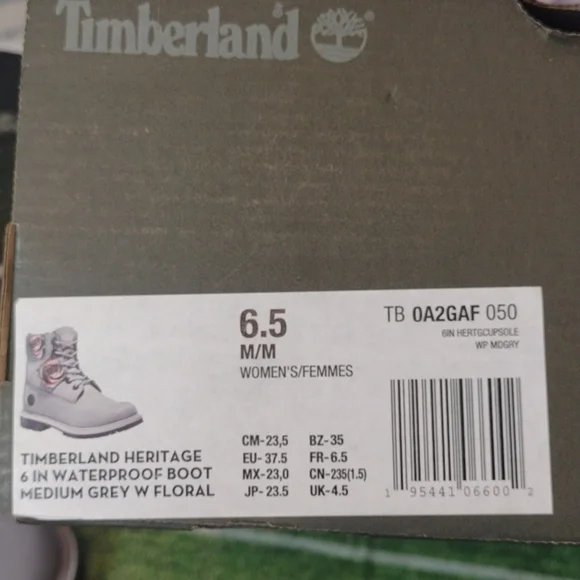 Timberland®
6.5
M/M
WOMEN'S/FEMMES
TB 0A2GAF 050
6IN HERTGCUPSOLE
WP MDGRY
TIMBERLAND HERITAGE
6 IN WATERPROOF BOOT
MEDIUM GREY W FLORAL
CM-23,5 BZ-35
EU-37.5 FR-6.5
MX-23,0 CN-235(1.5)
JP-23.5 UK-4.5
1 95441 06600 2